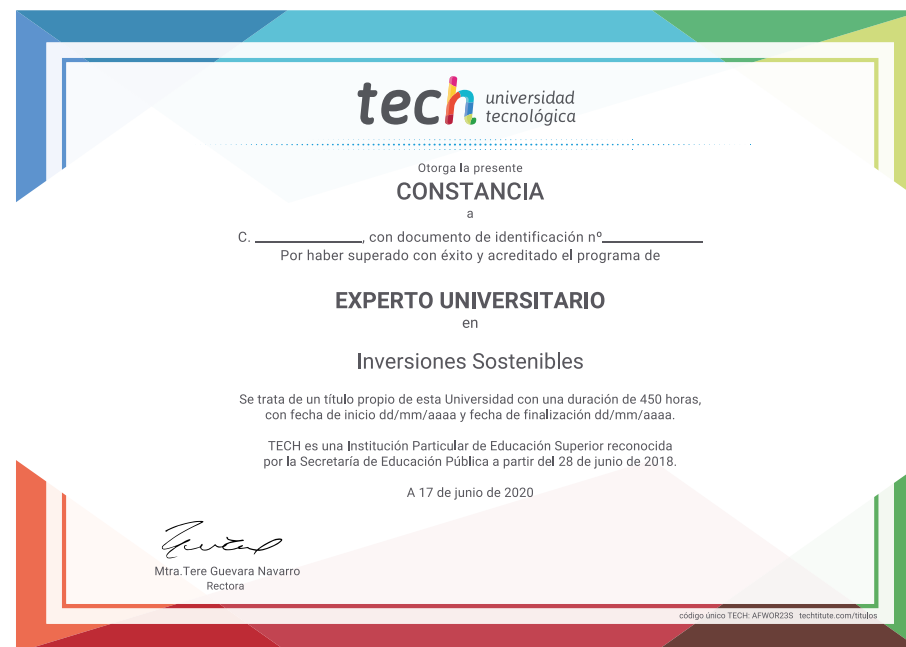 tech universidad
tecnológica
Otorga la presente
CONSTANCIA
a
C. ______________, con documento de identificación nº_____________
Por haber superado con éxito y acreditado el programa de
EXPERTO UNIVERSITARIO
en
Inversiones Sostenibles
Se trata de un título propio de esta Universidad con una duración de 450 horas,
con fecha de inicio dd/mm/aaaa y fecha de finalización dd/mm/aaaa.
TECH es una Institución Particular de Educación Superior reconocida
por la Secretaría de Educación Pública a partir del 28 de junio de 2018.
A 17 de junio de 2020
Mtra.Tere Guevara Navarro
Rectora
código único TECH: AFWOR23S techtitute.com/titulos